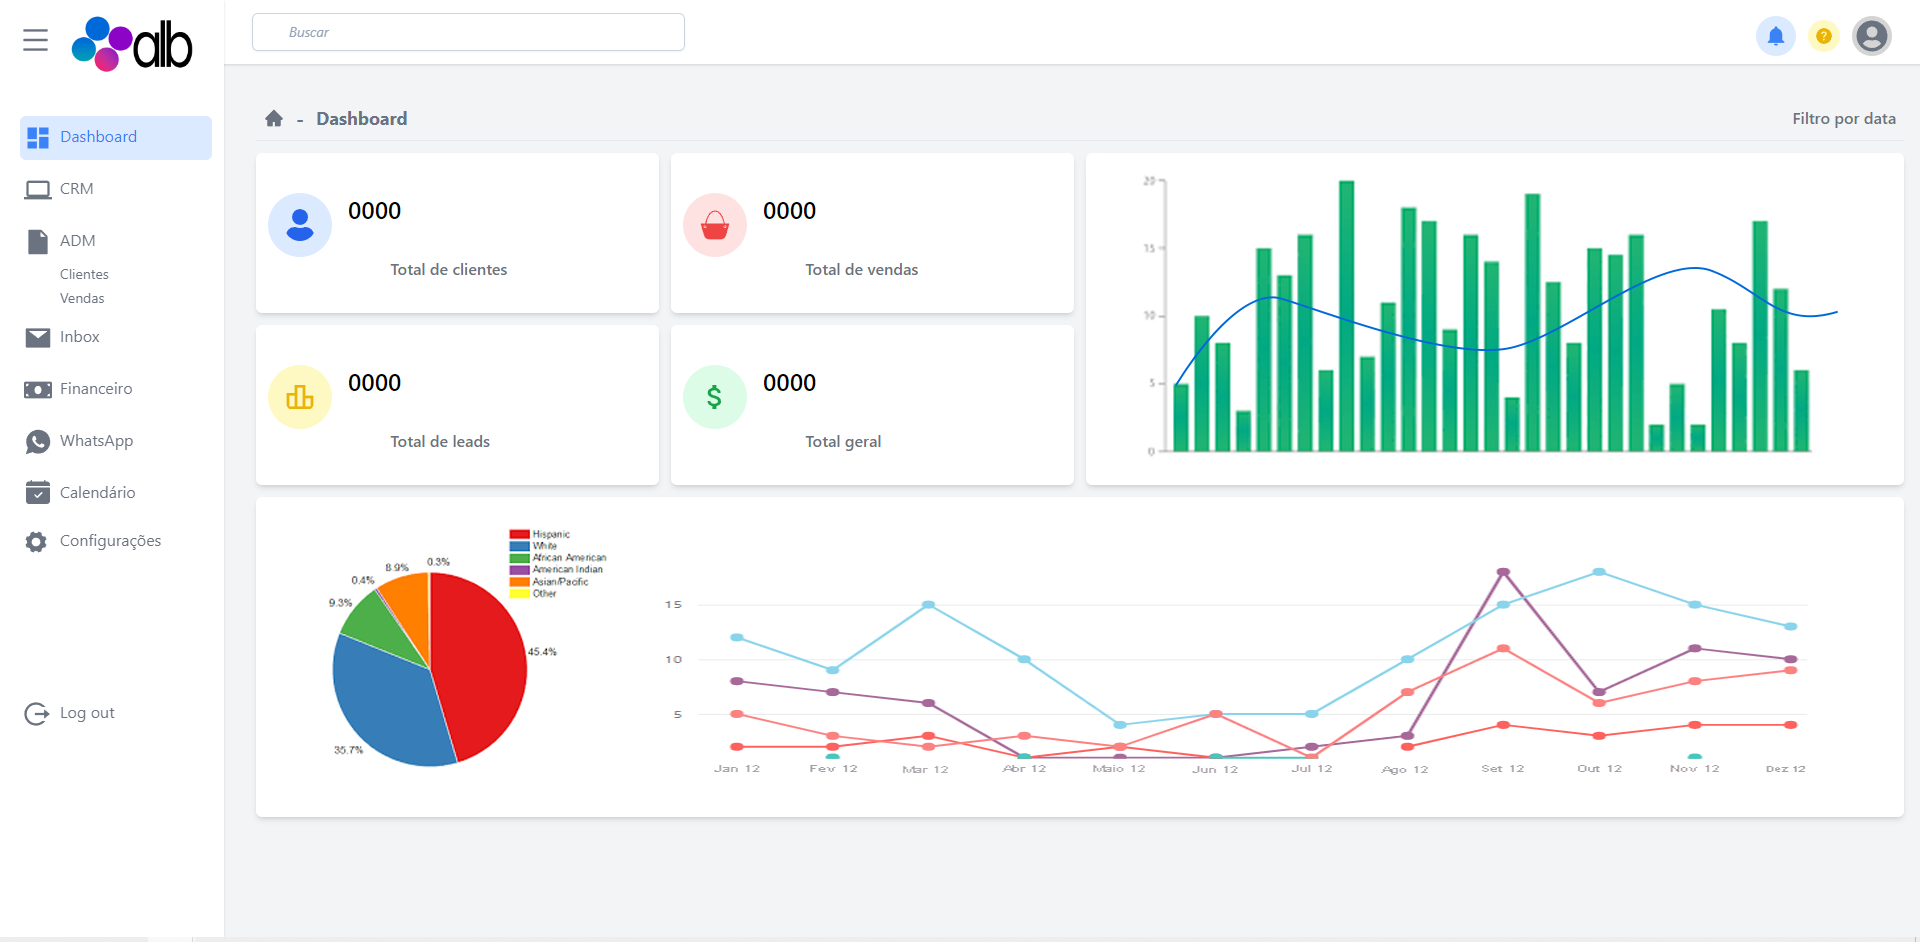 alb
Buscar
?
Dashboard
CRM
ADM
Clientes
Vendas
Inbox
Financeiro
WhatsApp
Calendário
Configurações
Log out
- Dashboard
Filtro por data
0000
Total de clientes
0000
Total de vendas
0000
Total de leads
$
0000
Total geral
20
15
10
5
0
Hispanic
White
African American
American Indian
Asian/Pacific
Other
0.3%
8.9%
0.4%
9.3%
45.4%
35.7%
15
10
5
Jan 12 Fev 12 Mar 12 Abr 12 Maio 12 Jun 12 Jul 12 Ago 12 Set 12 Out 12 Nov 12 Dez 12